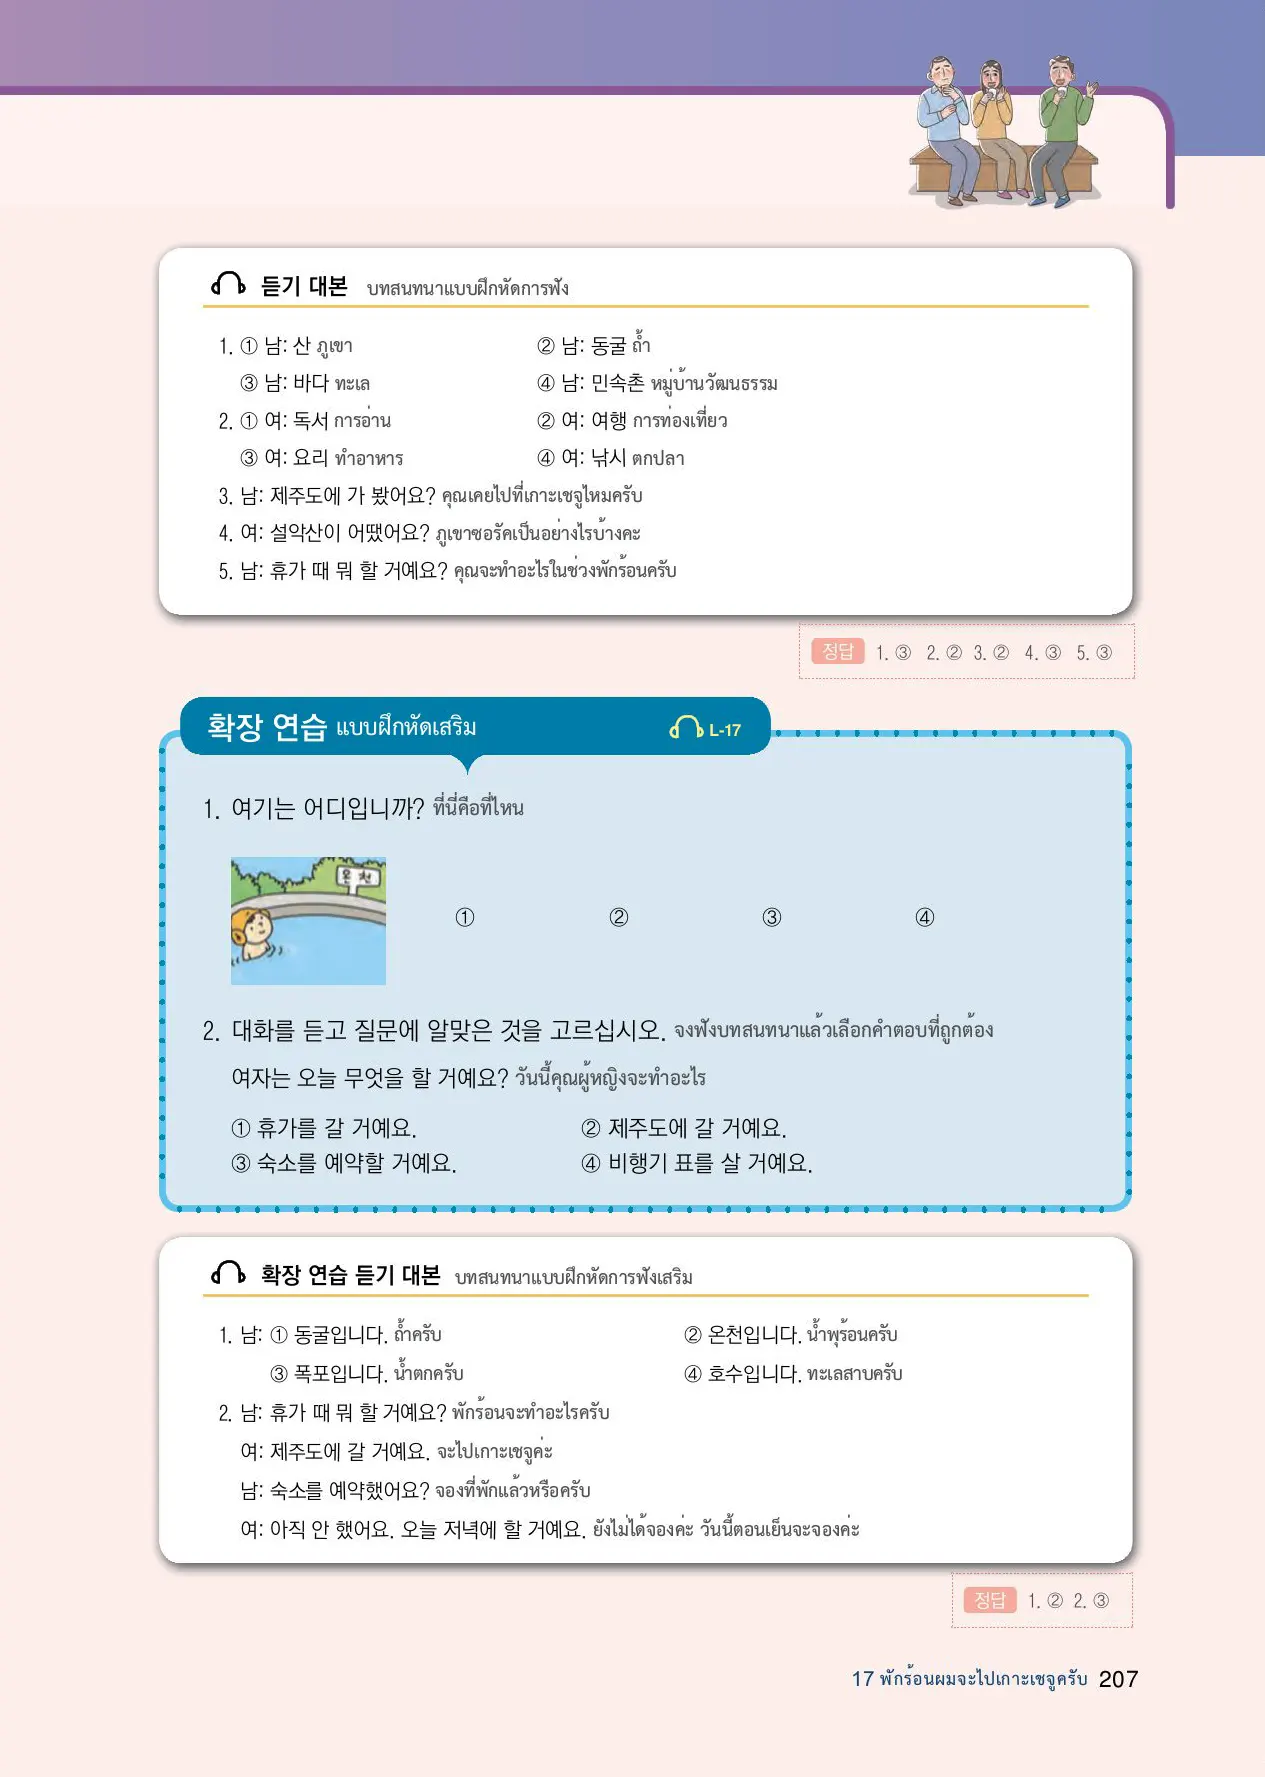 듣기 대본 บทสนทนาแบบฝึกหัดการฟัง
1. ① 남: 산 ภูเขา ② 남: 동굴 ถ้ำ
③ 남: 바다 ทะเล ④ 남: 민속촌 หมู่บ้านวัฒนธรรม
2. ① 여: 독서 การอ่าน ② 여: 여행 การท่องเที่ยว
③ 여: 요리 ทำอาหาร ④ 여: 낚시 ตกปลา
3. 남: 제주도에 가 봤어요? คุณเคยไปที่เกาะเชจูไหมครับ
4. 여: 설악산이 어땠어요? ภูเขาซอรัคเป็นอย่างไรบ้างคะ
5. 남: 휴가 때 뭐 할 거예요? คุณจะทำอะไรในช่วงพักร้อนครับ
정답 1. ③ 2. ② 3. ② 4. ③ 5. ③
확장 연습 แบบฝึกหัดเสริม L-17
1. 여기는 어디입니까? ที่นี่คือที่ไหน
온천
① ② ③ ④
2. 대화를 듣고 질문에 알맞은 것을 고르십시오. จงฟังบทสนทนาแล้วเลือกคำตอบที่ถูกต้อง
여자는 오늘 무엇을 할 거예요? วันนี้คุณผู้หญิงจะทำอะไร
① 휴가를 갈 거예요. ② 제주도에 갈 거예요.
③ 숙소를 예약할 거예요. ④ 비행기 표를 살 거예요.
확장 연습 듣기 대본 บทสนทนาแบบฝึกหัดการฟังเสริม
1. 남: ① 동굴입니다. ถ้ำครับ ② 온천입니다. น้ำพุร้อนครับ
③ 폭포입니다. น้ำตกครับ ④ 호수입니다. ทะเลสาบครับ
2. 남: 휴가 때 뭐 할 거예요? พักร้อนจะทำอะไรครับ
여: 제주도에 갈 거예요. จะไปเกาะเชจูค่ะ
남: 숙소를 예약했어요? จองที่พักแล้วหรือครับ
여: 아직 안 했어요. 오늘 저녁에 할 거예요. ยังไม่ได้จองค่ะ วันนี้ตอนเย็นจะจองค่ะ
정답 1. ② 2. ③
17 พักร้อนผมจะไปเกาะเชจูครับ 207